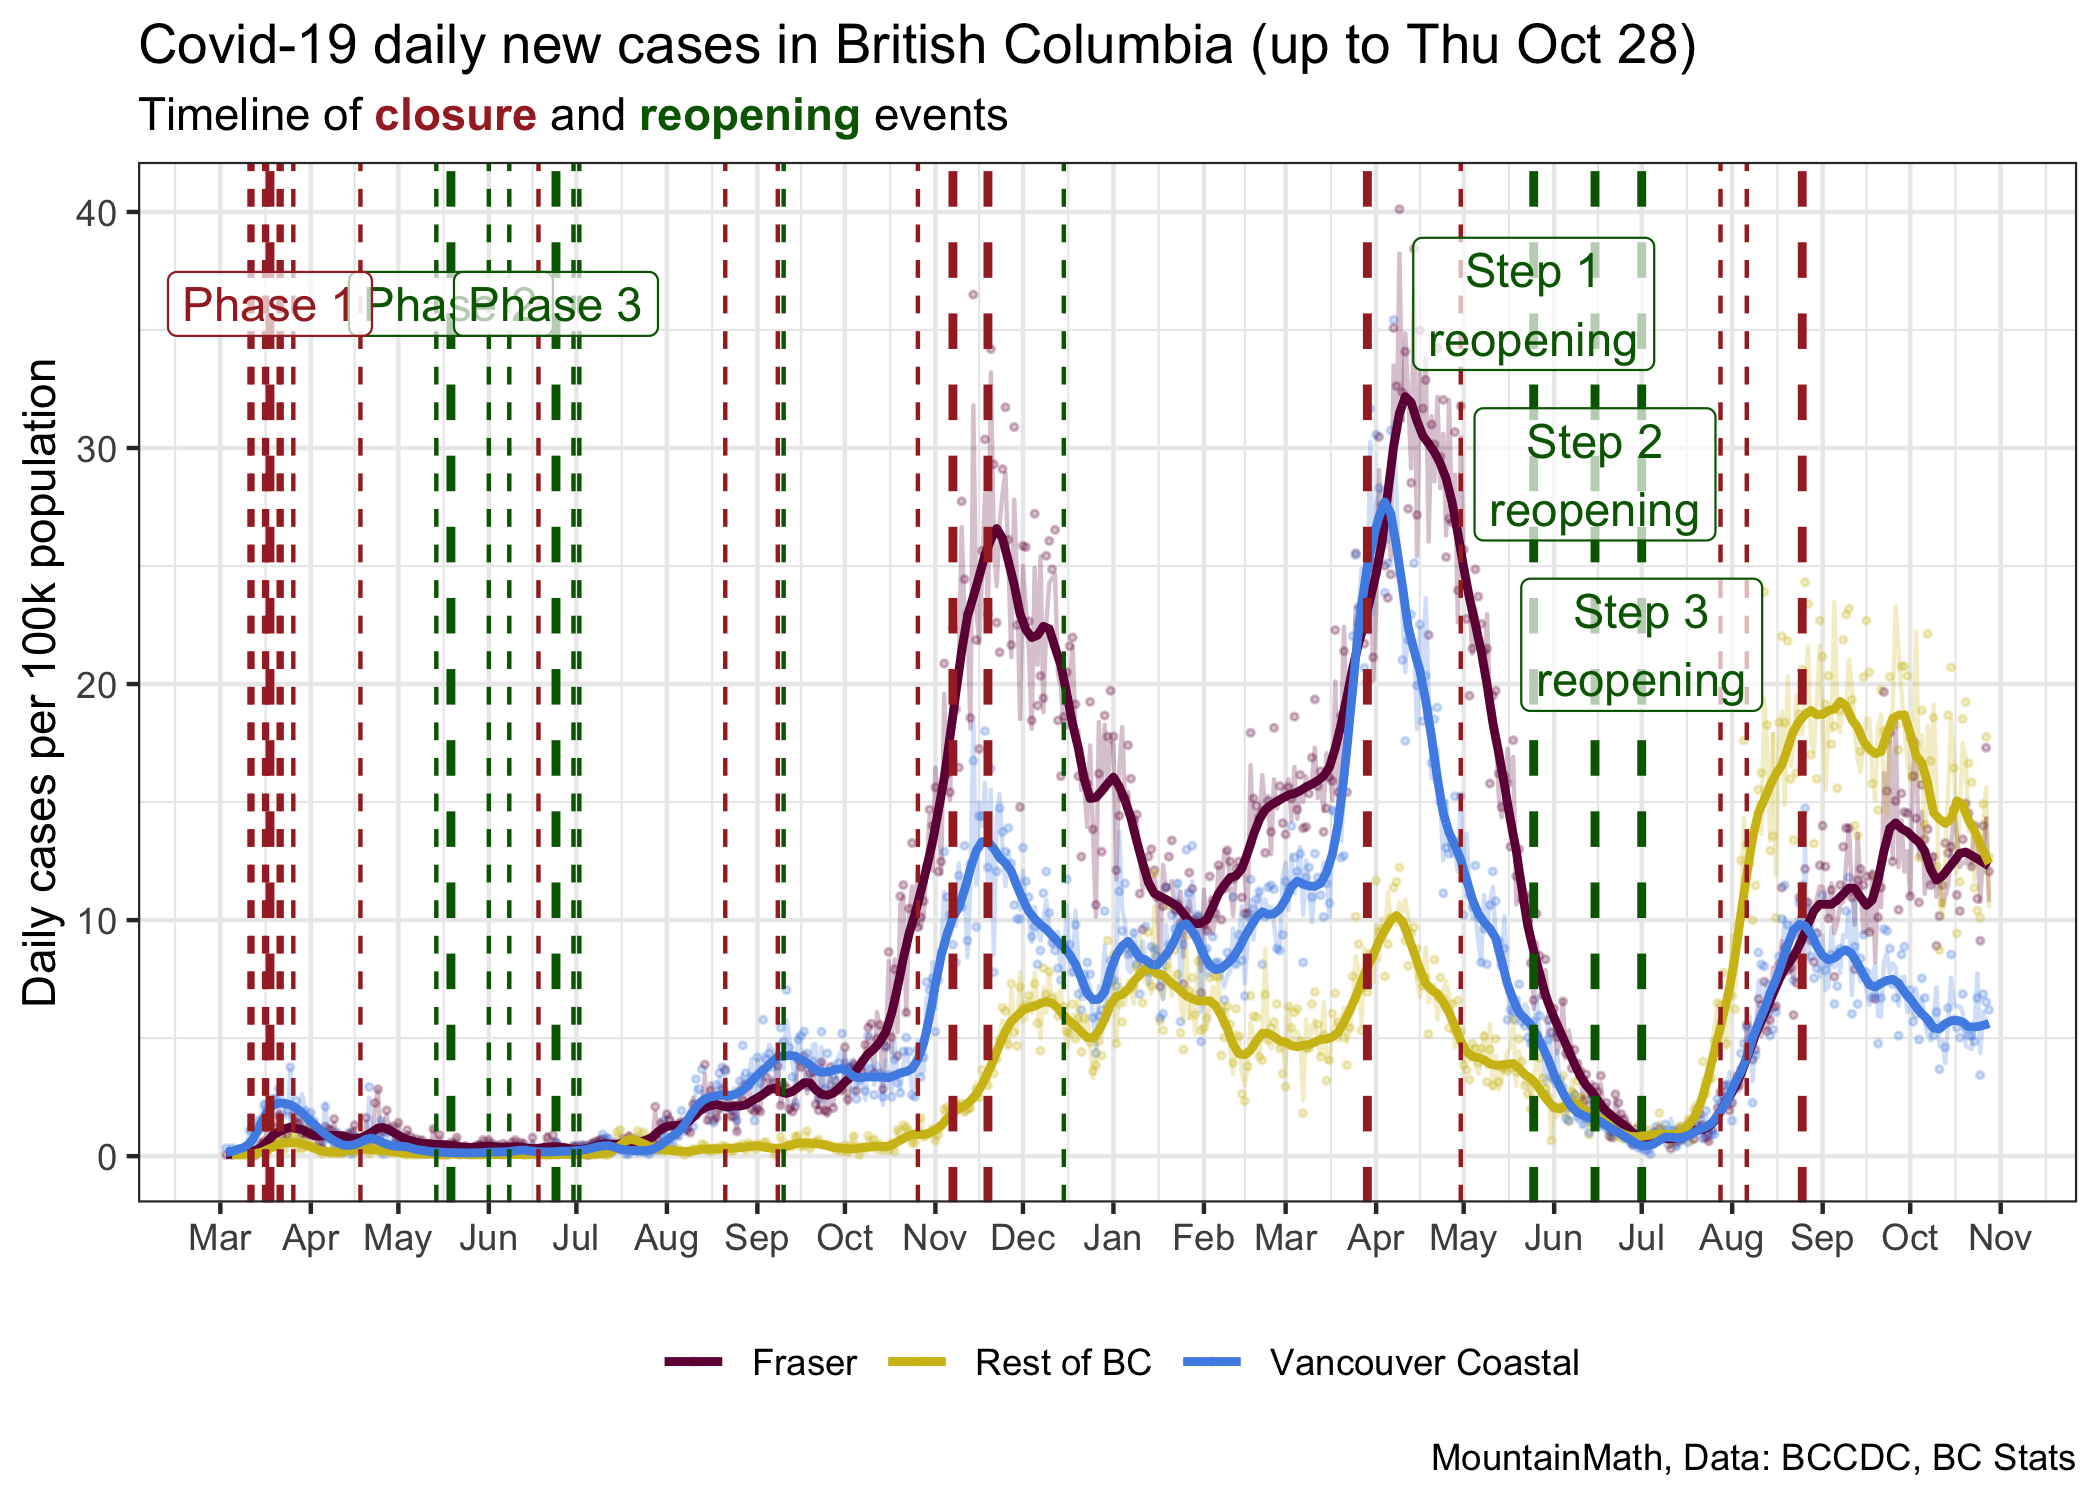 Covid-19 daily new cases in British Columbia (up to Thu Oct 28)
Timeline of closure and reopening events
Daily cases per 100k population
40
30
20
10
0
Phase 1
Phase 2
Phase 3
Step 1
reopening
Step 2
reopening
Step 3
reopening
Mar Apr May Jun Jul Aug Sep Oct Nov Dec Jan Feb Mar Apr May Jun Jul Aug Sep Oct Nov
Fraser Rest of BC Vancouver Coastal
MountainMath, Data: BCCDC, BC Stats